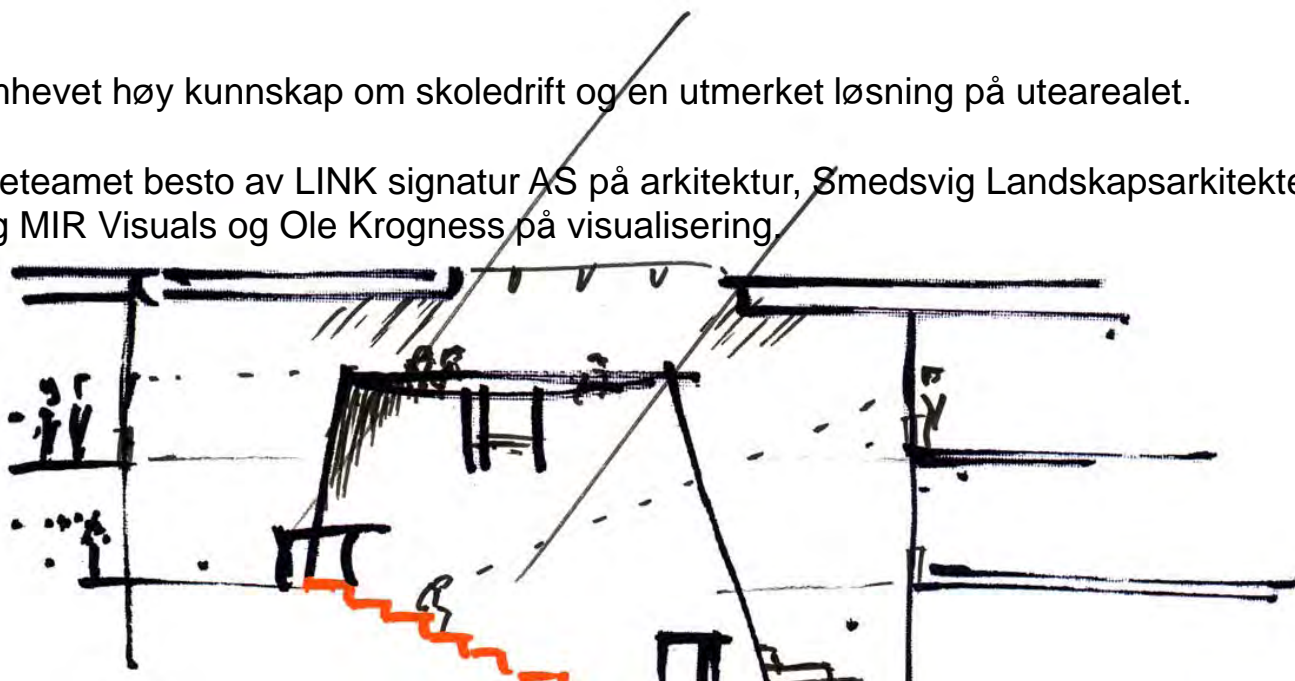 nhevet høy kunnskap om skoledrift og en utmerket løsning på utearealet.
eteamet besto av LINK signatur AS på arkitektur, Smedsvig Landskapsarkitekte
g MIR Visuals og Ole Krogness på visualisering.